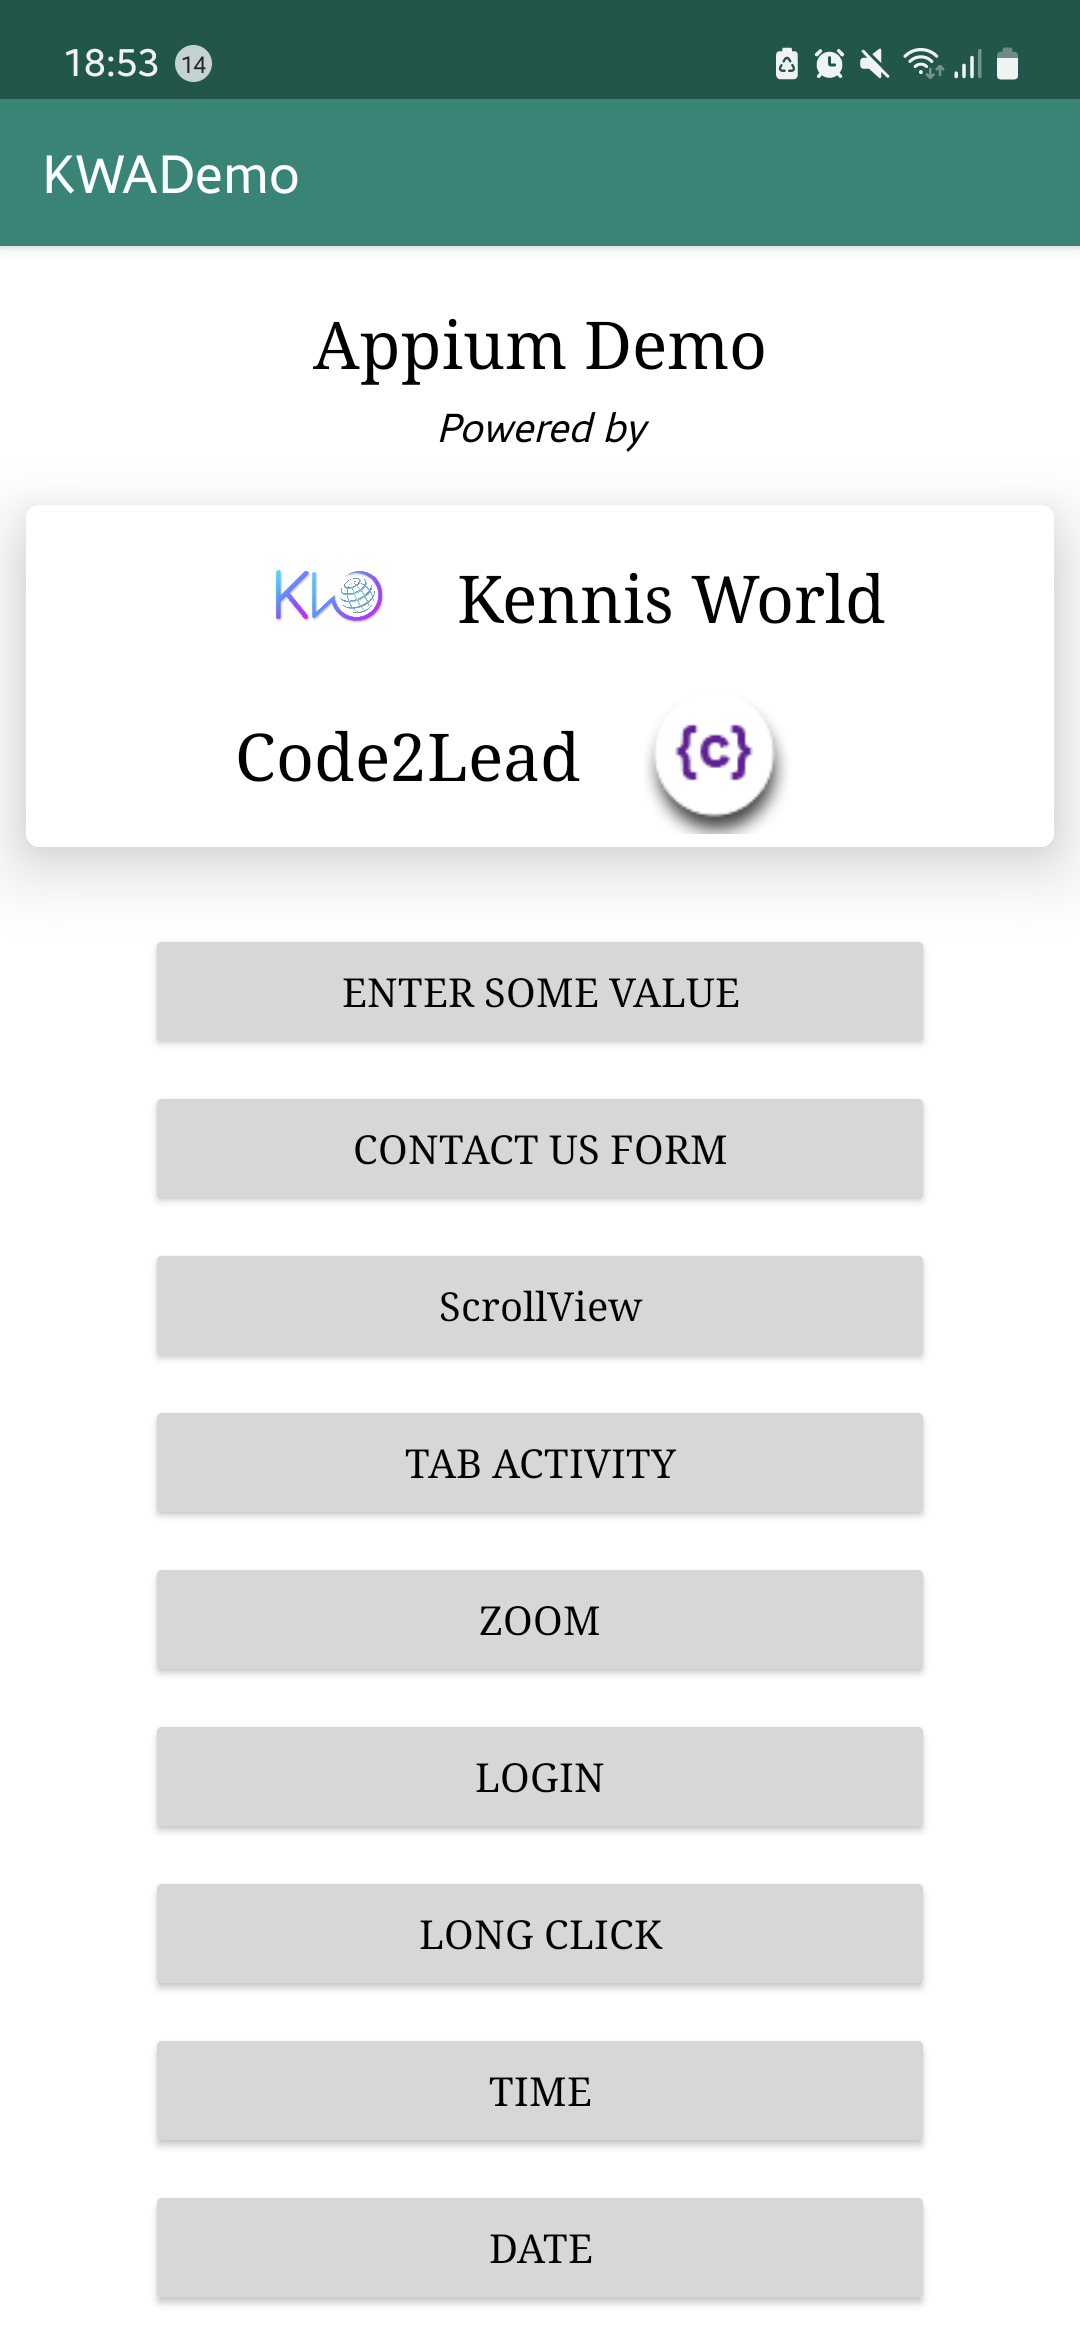 18:53 14
KWADemo
Appium Demo
Powered by
KW Kennis World
Code2Lead {c}
ENTER SOME VALUE
CONTACT US FORM
ScrollView
TAB ACTIVITY
ZOOM
LOGIN
LONG CLICK
TIME
DATE